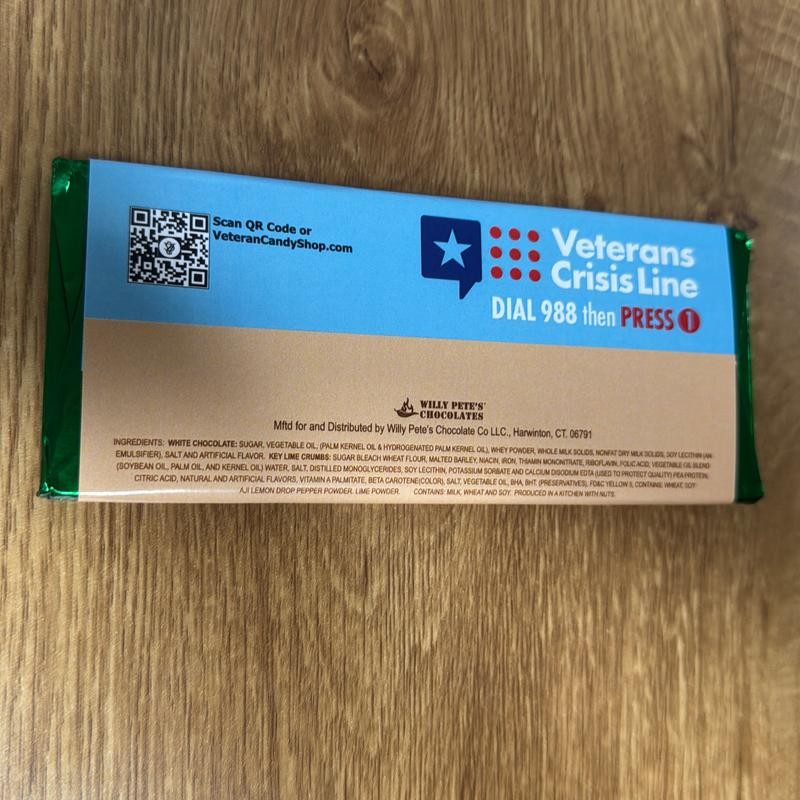 Scan QR Code or
VeteranCandyShop.com
Veterans
Crisis Line
DIAL 988 then PRESS 1
WILLY PETE'S
CHOCOLATES
Mftd for and Distributed by Willy Pete's Chocolate Co LLC., Harwinton, CT. 06791
INGREDIENTS: WHITE CHOCOLATE: SUGAR, VEGETABLE OIL, (PALM KERNEL OIL & HYDROGENATED PALM KERNEL OIL), WHEY POWDER, WHOLE MILK SOLIDS, NONFAT DRY MILK SOLIDS, SOY LECITHIN (AN
EMULSIFIER), SALT AND ARTIFICIAL FLAVOR. KEY LIME CRUMBS: SUGAR BLEACH WHEAT FLOUR, MALTED BARLEY, NIACIN, IRON, THIAMIN MONONITRATE, RIBOFLAVIN, FOLIC ACID, VEGETABLE OIL BLEND
(SOYBEAN OIL, PALM OIL, AND KERNEL OIL) WATER, SALT, DISTILLED MONOGLYCERIDES, SOY LECITHIN, POTASSIUM SORBATE AND CALCIUM DISODIUM EDTA (USED TO PROTECT QUALITY) PEA PROTEIN,
CITRIC ACID, NATURAL AND ARTIFICIAL FLAVORS, VITAMIN A PALMITATE, BETA CAROTENE(COLOR), SALT, VEGETABLE OIL, BHA, BHT. (PRESERVATIVES), FD&C YELLOW 5, CONTAINS: WHEAT, SOY
AJI LEMON DROP PEPPER POWDER. LIME POWDER. CONTAINS: MILK, WHEAT AND SOY. PRODUCED IN A KITCHEN WITH NUTS.